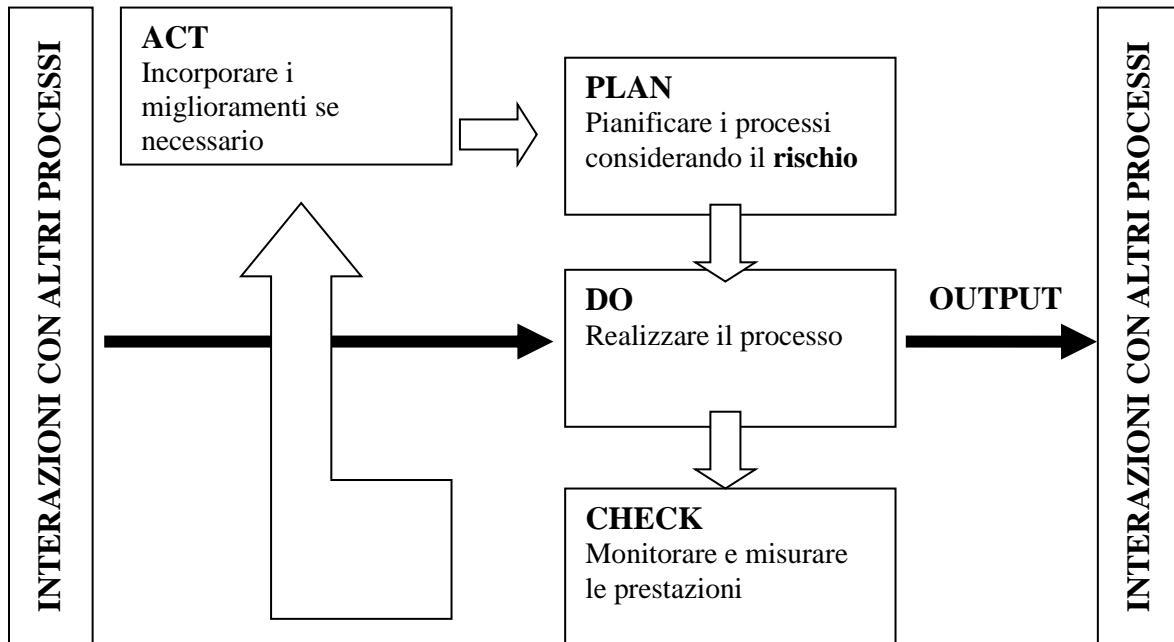 INTERAZIONI CON ALTRI PROCESSI
ACT
Incorporare i
miglioramenti se
necessario
PLAN
Pianificare i processi
considerando il rischio
DO
Realizzare il processo
OUTPUT
CHECK
Monitorare e misurare
le prestazioni
INTERAZIONI CON ALTRI PROCESSI